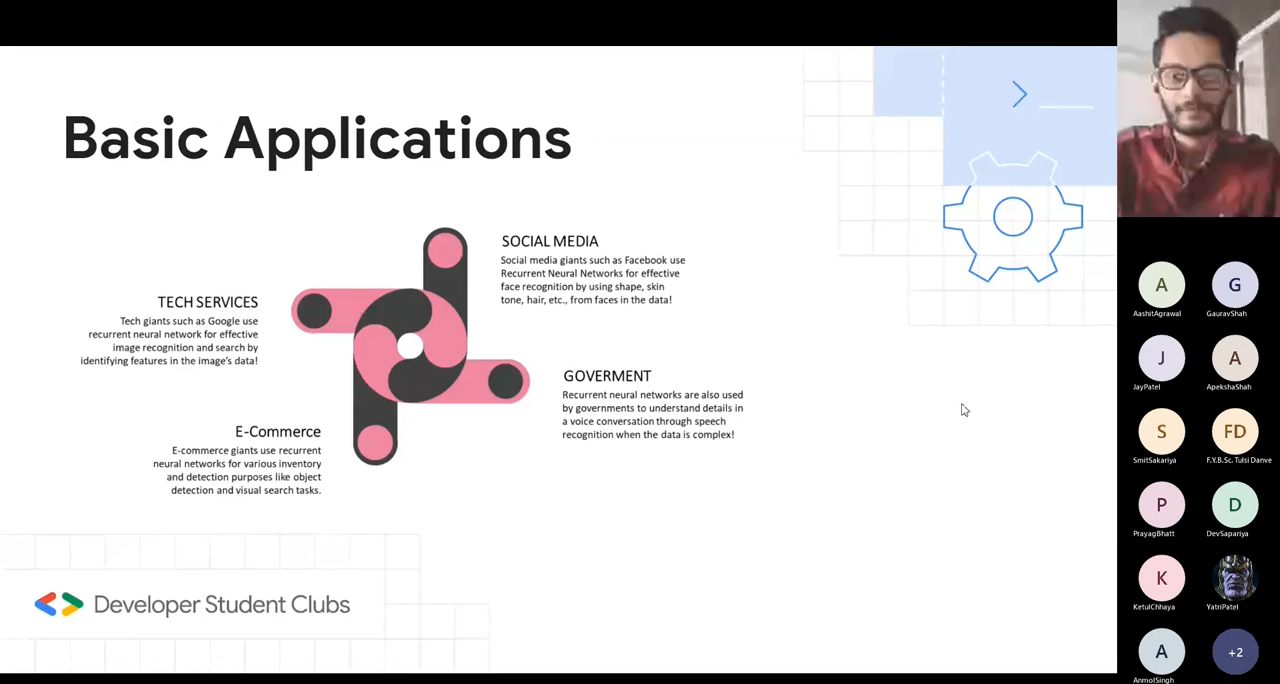 Basic Applications
SOCIAL MEDIA
Social media giants such as Facebook use
Recurrent Neural Networks for effective
face recognition by using shape, skin
tone, hair, etc., from faces in the data!
TECH SERVICES
Tech giants such as Google use
recurrent neural network for effective
image recognition and search by
identifying features in the image's data!
GOVERMENT
Recurrent neural networks are also used
by governments to understand details in
a voice conversation through speech
recognition when the data is complex!
E-Commerce
E-commerce giants use recurrent
neural networks for various inventory
and detection purposes like object
detection and visual search tasks.
Developer Student Clubs
A
AashitAgrawal
G
GauravShah
J
JayPatel
A
ApekshaShah
S
SmitSakariya
FD
F.Y.B.Sc. Tulsi Danve
P
PrayagBhatt
D
DevSapariya
K
KetulChhaya
YatriPatel
A
AnmolSingh
+2